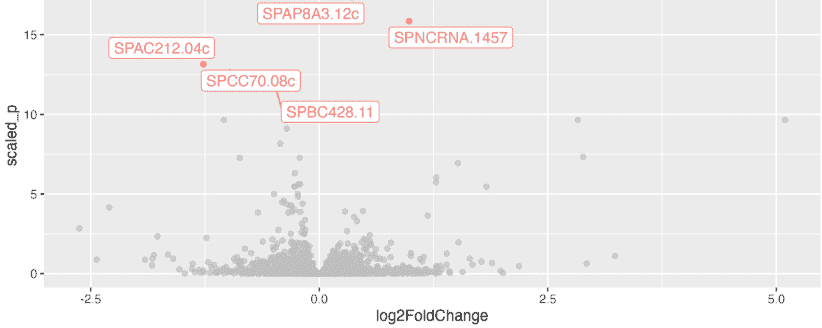 SPAP8A3.12c
15
SPNCRNA.1457
SPAC212.04c
SPCC70.08c
SPBC428.11
10
scaled_p
5
0
-2.5
0.0
2.5
5.0
log2FoldChange